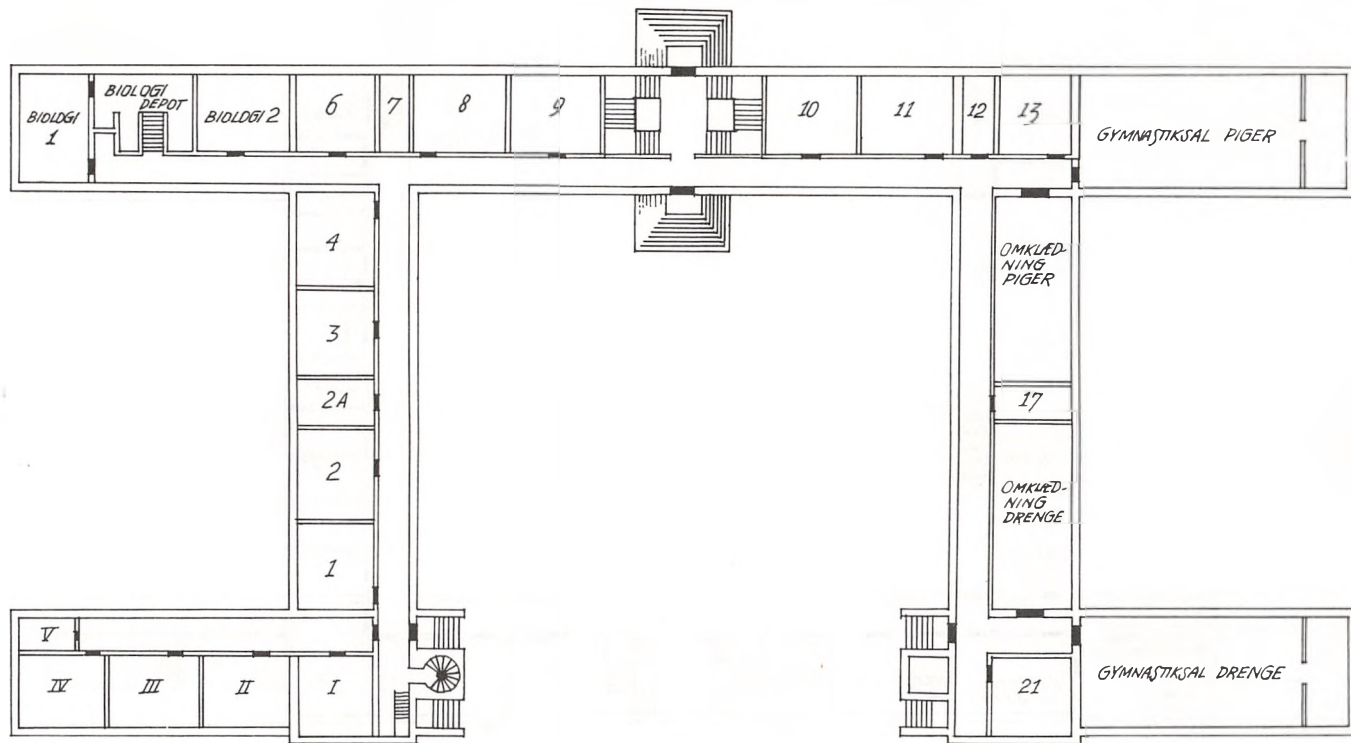 BIOLOGI
1
BIOLOGI
DEPOT
BIOLOGI 2
6
7
8
9
10
11
12
13
GYMNASTIKSAL PIGER
4
3
2A
2
1
OMKLÆD-
NING
PIGER
17
OMKLÆD-
NING
DRENGE
V
IV
III
II
I
21
GYMNASTIKSAL DRENGE